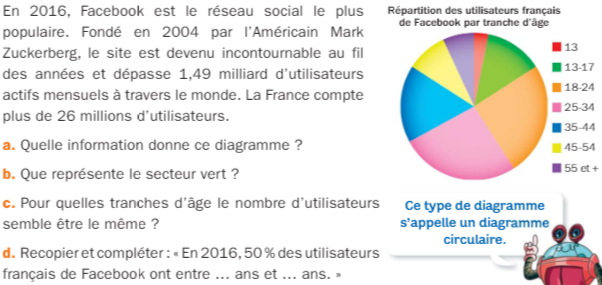 En 2016, Facebook est le réseau social le plus
populaire. Fondé en 2004 par l'Américain Mark
Zuckerberg, le site est devenu incontournable au fil
des années et dépasse 1,49 milliard d'utilisateurs
actifs mensuels à travers le monde. La France compte
plus de 26 millions d'utilisateurs.
a. Quelle information donne ce diagramme ?
b. Que représente le secteur vert ?
c. Pour quelles tranches d'âge le nombre d'utilisateurs
semble être le même ?
d. Recopier et compléter : « En 2016, 50 % des utilisateurs
français de Facebook ont entre … ans et … ans. »
Répartition des utilisateurs français
de Facebook par tranche d'âge
13
13-17
18-24
25-34
35-44
45-54
55 et +
Ce type de diagramme
s'appelle un diagramme
circulaire.